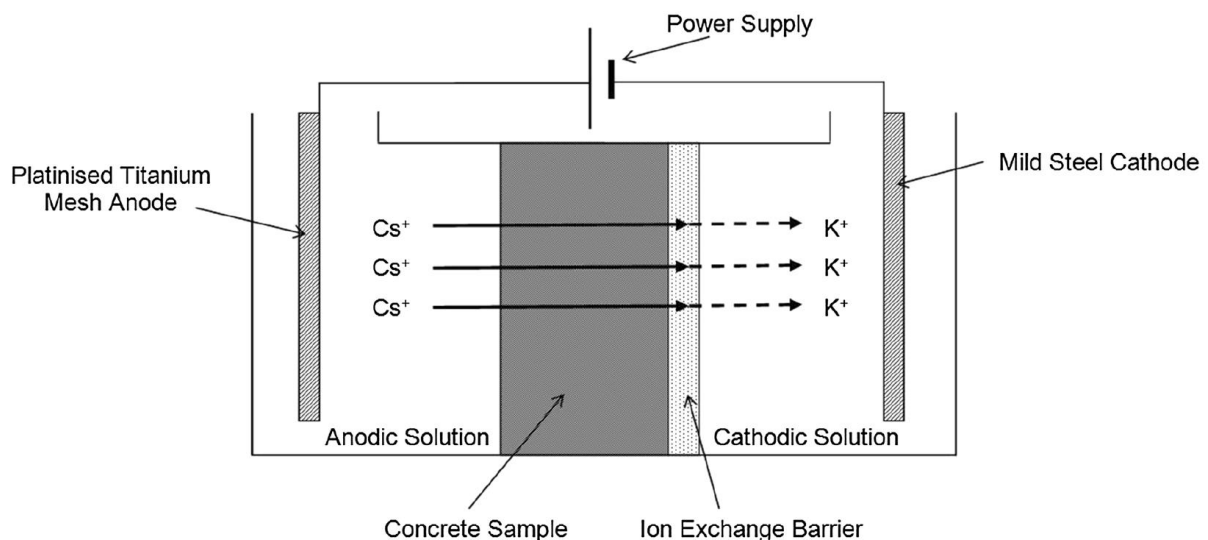 Power Supply
Platinised Titanium
Mesh Anode
Mild Steel Cathode
Cs⁺ K⁺
Cs⁺ K⁺
Cs⁺ K⁺
Anodic Solution Cathodic Solution
Concrete Sample Ion Exchange Barrier